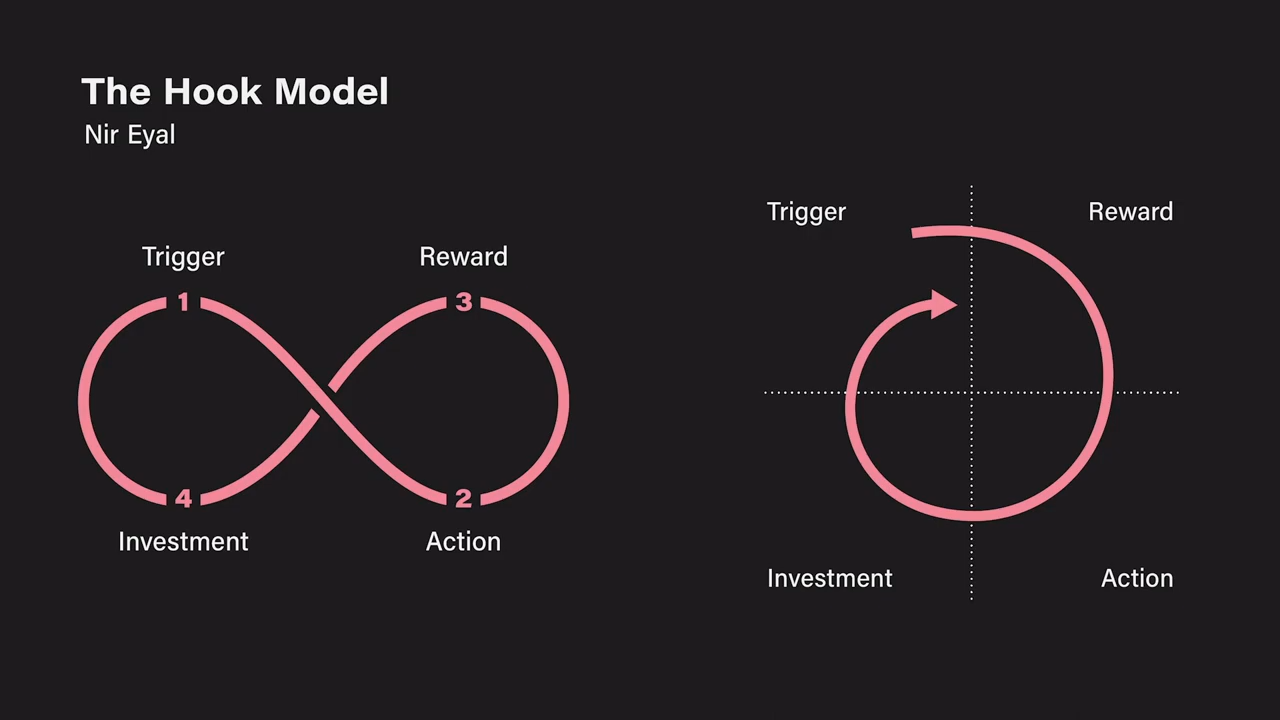 The Hook Model
Nir Eyal
Trigger
Reward
1
3
4
2
Investment
Action
Trigger
Reward
Investment
Action